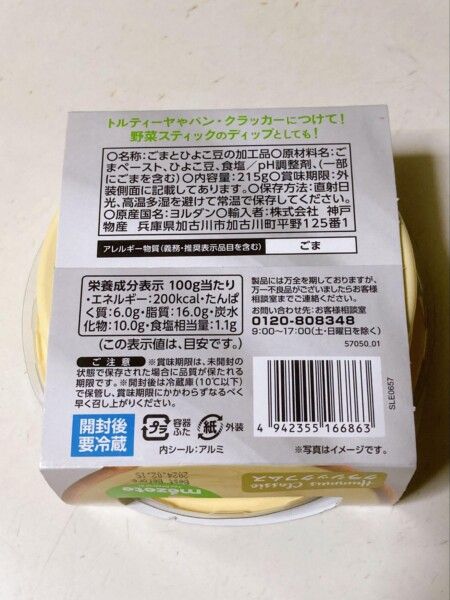 トルティーヤやパン・クラッカーにつけて!
野菜スティックのディップとしても!
○名称:ごまとひよこ豆の加工品○原材料名:ご
まペースト、ひよこ豆、食塩/pH調整剤、(一部
にごまを含む)○内容量:215g○賞味期限:外
装側面に記載してあります。○保存方法:直射日
光、高温多湿を避けて常温で保存してください。
○原産国名:ヨルダン○輸入者:株式会社 神戸
物産 兵庫県加古川市加古川町平野125番1
アレルギー物質(義務・推奨表示品目を含む) ごま
栄養成分表示 100g当たり
・エネルギー:200kcal・たんぱ
く質:6.0g・脂質:16.0g・炭水
化物:10.0g・食塩相当量:1.1g
(この表示値は、目安です。)
製品には万全を期しておりますが、
万一不良品がございましたらお客様
相談室までご連絡ください。
お問い合わせ先:お客様相談室
0120-808348
9:00~17:00(土・日曜日を除く)
57050_01
ご注意 ※賞味期限は、未開封の
状態で保存された場合に品質が保たれる
期限です。※開封後は冷蔵庫(10℃以下)
で保管し、賞味期限にかかわらずなるべく
早く召し上がりください。
開封後
要冷蔵
プラ
容器
ふた
紙
外装
内シール:アルミ
4 942355 166863
※写真はイメージです。
SLE0657
Best before
2024.02.15
mezete
Hummus Classic
クラシックフムス